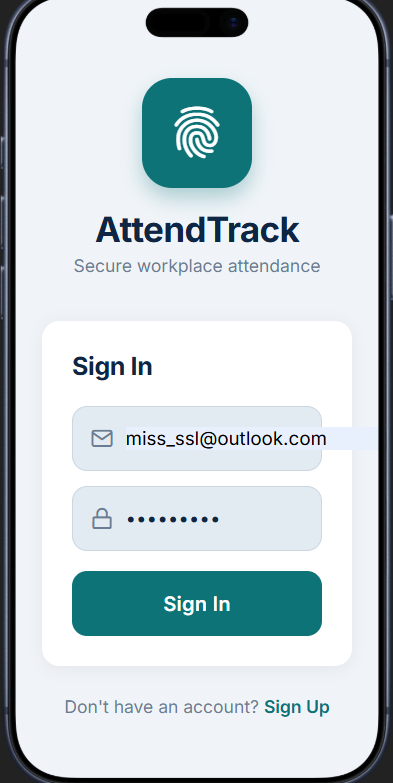 AttendTrack
Secure workplace attendance
Sign In
miss_ssl@outlook.com
•••••••••
Sign In
Don't have an account? Sign Up